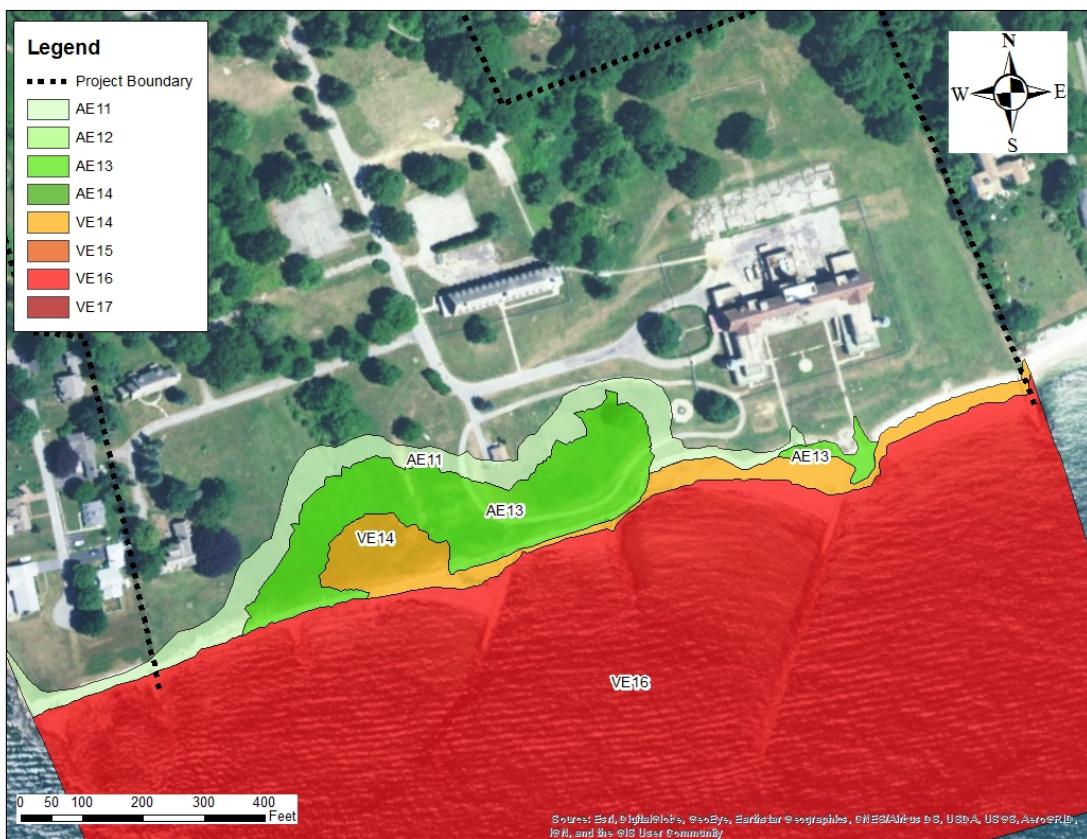 Legend
Project Boundary
AE11
AE12
AE13
AE14
VE14
VE15
VE16
VE17
N
W E
S
AE11
AE13
AE13
VE14
VE16
0 50 100 200 300 400
Feet
Source: Esri, DigitalGlobe, GeoEye, Earthstar Geographics, CNES/Airbus DS, USDA, USGS, AeroGRID,
IGN, and the GIS User Community